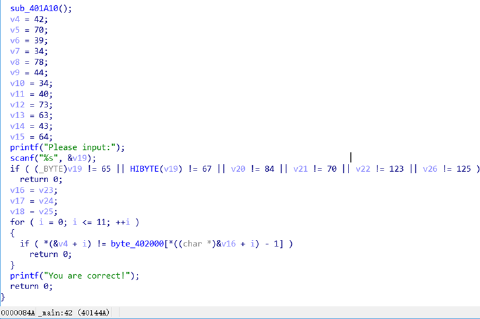 sub_401A10();
v4 = 42;
v5 = 70;
v6 = 39;
v7 = 34;
v8 = 78;
v9 = 44;
v10 = 34;
v11 = 40;
v12 = 73;
v13 = 63;
v14 = 43;
v15 = 64;
printf("Please input:");
scanf("%s", &v19);
if ( (_BYTE)v19 != 65 || HIBYTE(v19) != 67 || v20 != 84 || v21 != 70 || v22 != 123 || v26 != 125 )
return 0;
v16 = v23;
v17 = v24;
v18 = v25;
for ( i = 0; i <= 11; ++i )
{
if ( *(&v4 + i) != byte_402000[*((char *)&v16 + i) - 1] )
return 0;
}
printf("You are correct!");
return 0;
}
0000084A _main:42 (40144A)